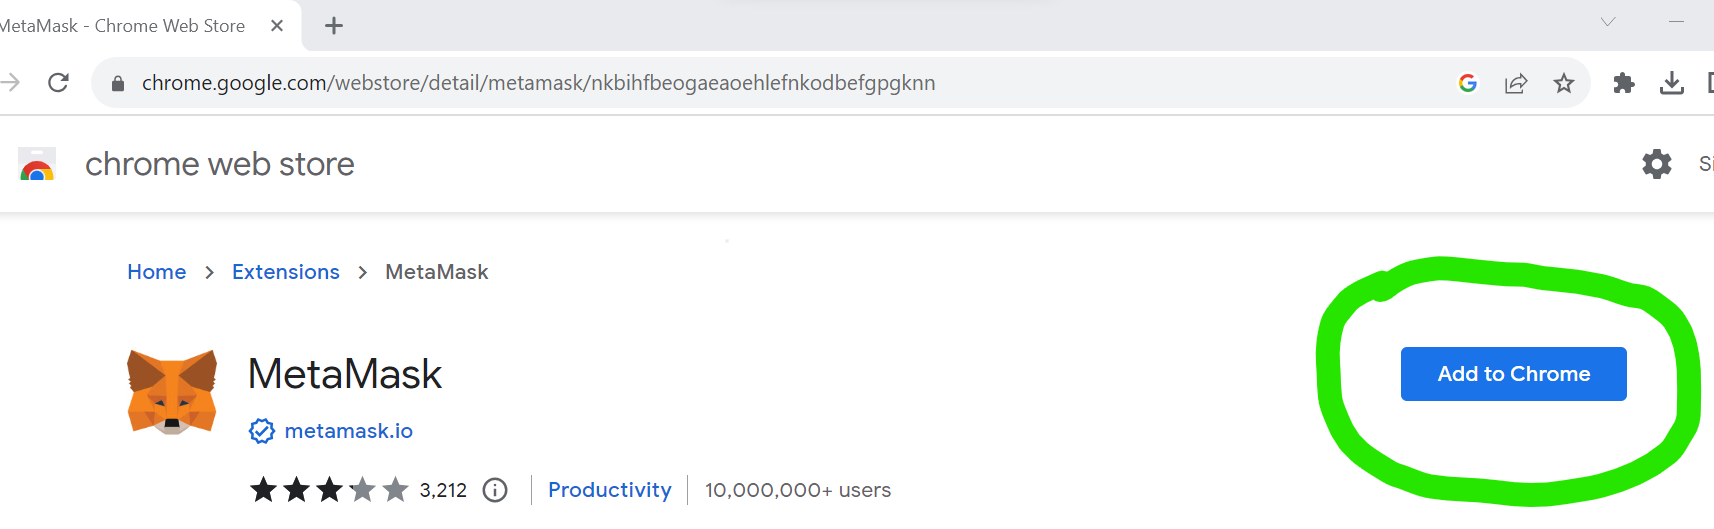 MetaMask - Chrome Web Store
chrome.google.com/webstore/detail/metamask/nkbihfbeogaeaoehlefnkodbefgpgknn
chrome web store
Home > Extensions > MetaMask
MetaMask
Add to Chrome
metamask.io
3,212 Productivity 10,000,000+ users